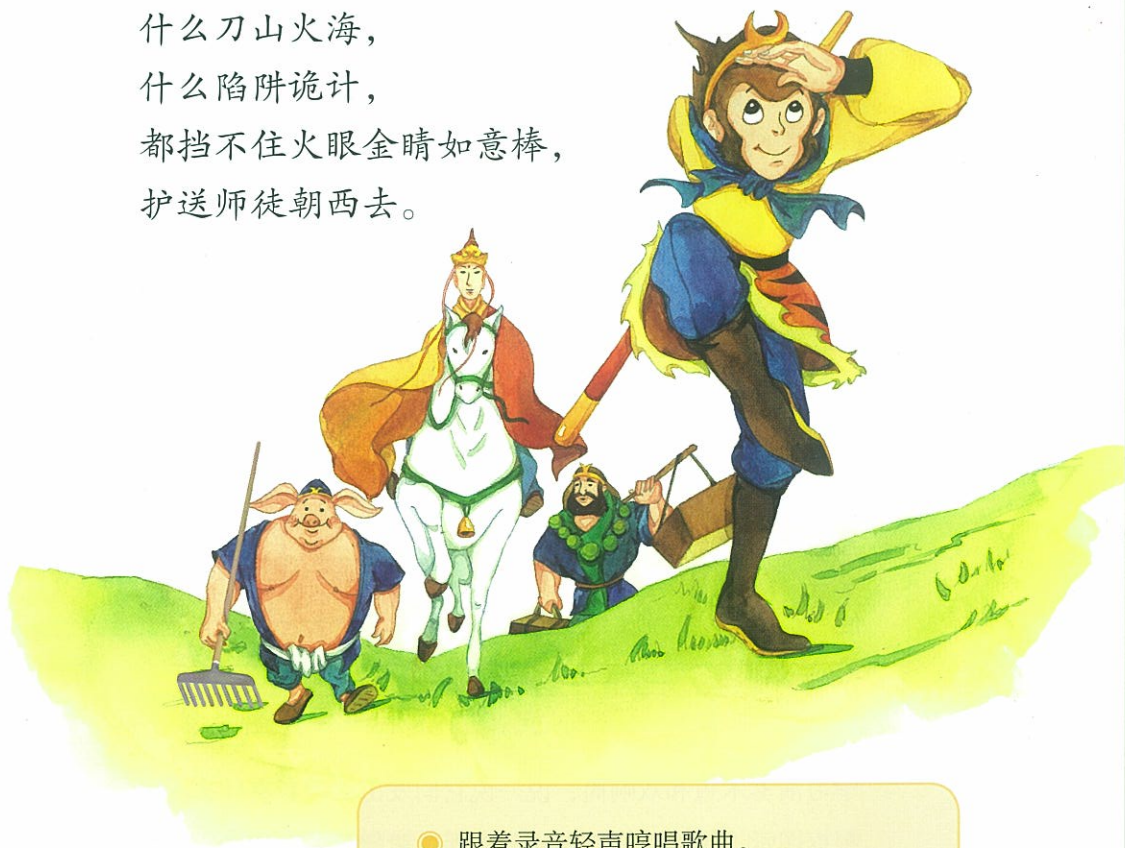 什么刀山火海，
什么陷阱诡计，
都挡不住火眼金睛如意棒，
护送师徒朝西去。
跟着录音轻声哼唱歌曲。